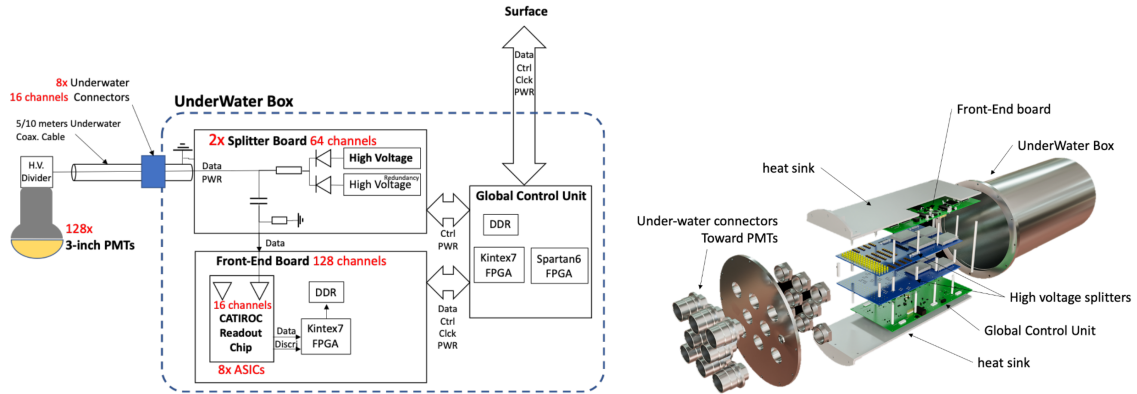 Surface
Data
Ctrl
Clck
PWR
8x Underwater
16 channels Connectors
UnderWater Box
5/10 meters Underwater
Coax. Cable
H.V.
Divider
128x
3-inch PMTs
2x Splitter Board 64 channels
Data
PWR
High Voltage
Redundancy
High Voltage
Ctrl
PWR
Global Control Unit
DDR
Kintex7
FPGA
Spartan6
FPGA
Data
Front-End Board 128 channels
16 channels
CATIROC
Readout
Chip
8x ASICs
Data
Discri
DDR
Kintex7
FPGA
Data
Ctrl
Clck
PWR
Front-End board
UnderWater Box
heat sink
Under-water connectors
Toward PMTs
High voltage splitters
Global Control Unit
heat sink